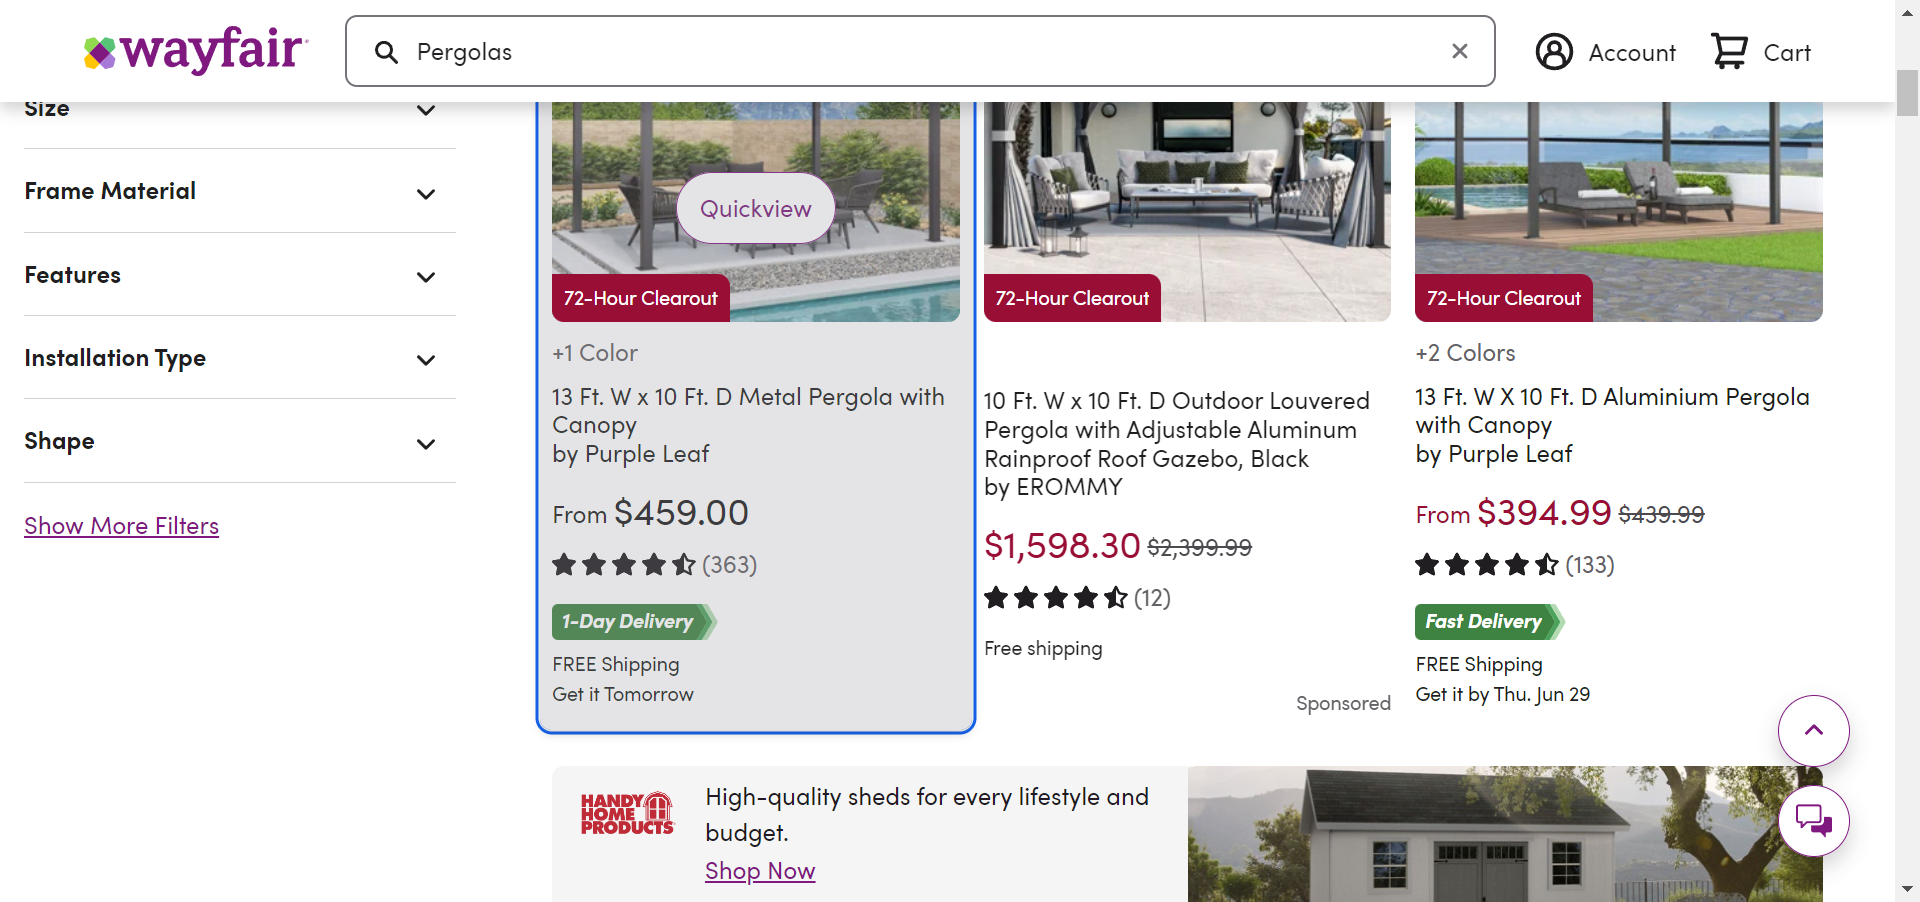 wayfair
Pergolas
Account
Cart
Size
Frame Material
Features
Installation Type
Shape
Show More Filters
Quickview
72-Hour Clearout
+1 Color
13 Ft. W x 10 Ft. D Metal Pergola with
Canopy
by Purple Leaf
From $459.00
(363)
1-Day Delivery
FREE Shipping
Get it Tomorrow
72-Hour Clearout
10 Ft. W x 10 Ft. D Outdoor Louvered
Pergola with Adjustable Aluminum
Rainproof Roof Gazebo, Black
by EROMMY
$1,598.30 $2,399.99
(12)
Free shipping
Sponsored
72-Hour Clearout
+2 Colors
13 Ft. W X 10 Ft. D Aluminium Pergola
with Canopy
by Purple Leaf
From $394.99 $439.99
(133)
Fast Delivery
FREE Shipping
Get it by Thu. Jun 29
HANDY
HOME
PRODUCTS
High-quality sheds for every lifestyle and
budget.
Shop Now